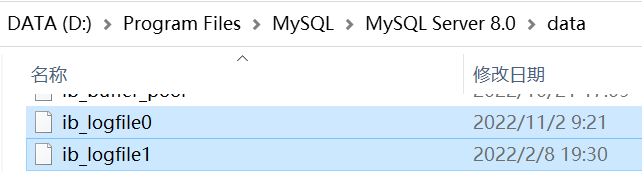 DATA (D:) > Program Files > MySQL > MySQL Server 8.0 > data
名称 修改日期
ib_buffer_pool
ib_logfile0 2022/11/2 9:21
ib_logfile1 2022/2/8 19:30